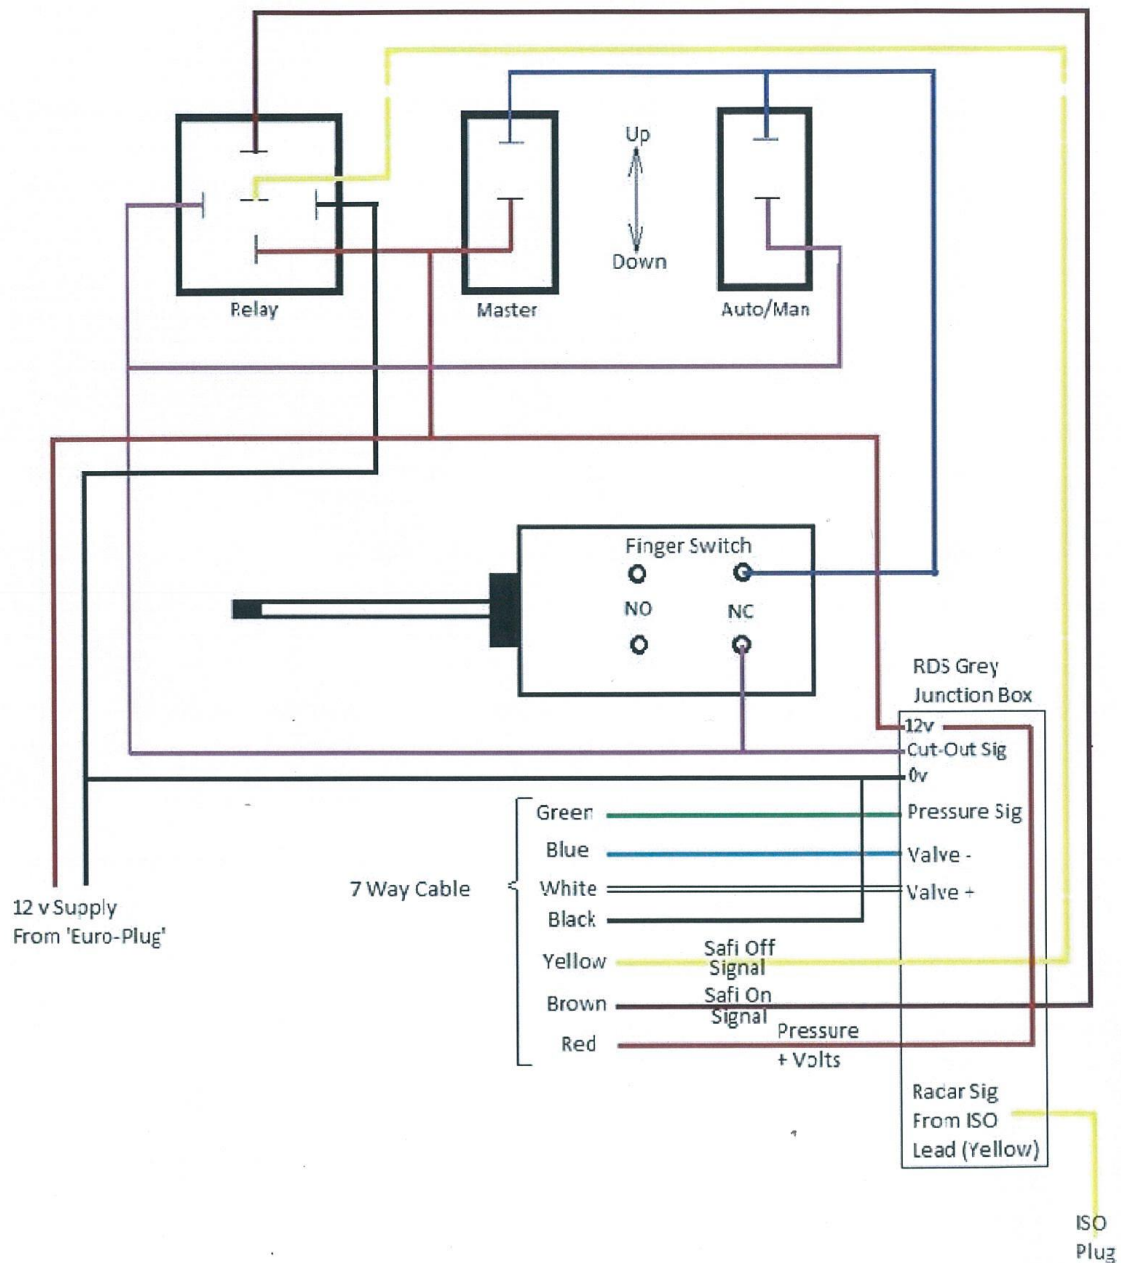 Up
Down
Relay
Master
Auto/Man
Finger Switch
NO
NC
RDS Grey
Junction Box
12v
Cut-Out Sig
0v
Green
Pressure Sig
Blue
Valve -
7 Way Cable
White
Valve +
Black
12 v Supply
From 'Euro-Plug'
Yellow
Safi Off
Signal
Brown
Safi On
Signal
Red
Pressure
+ Volts
Radar Sig
From ISO
Lead (Yellow)
ISO
Plug